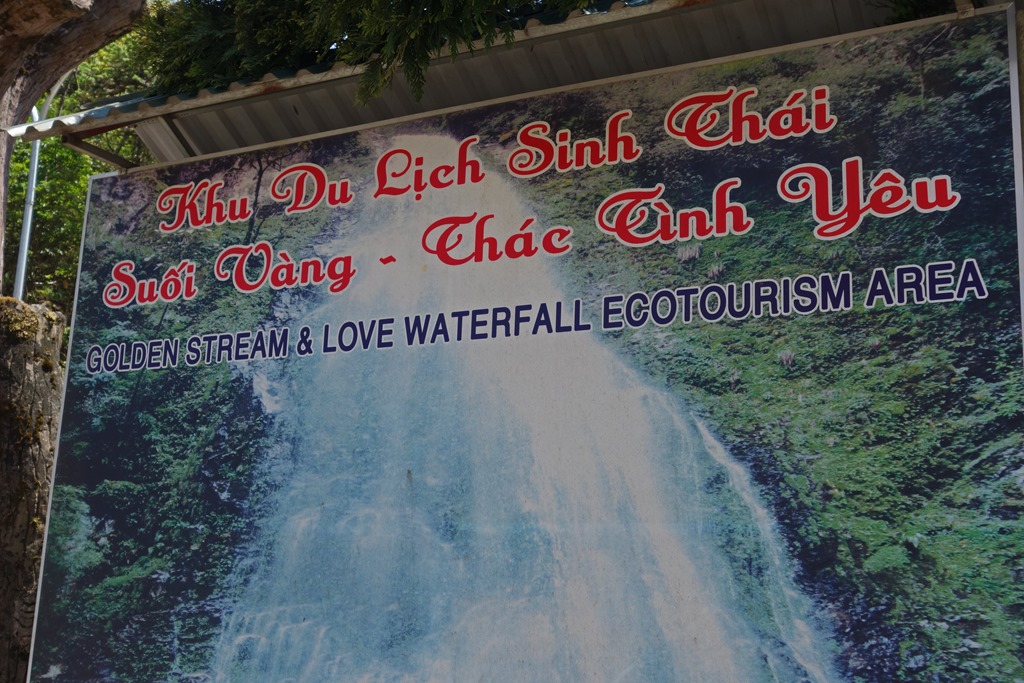 Khu Du Lịch Sinh Thái
Suối Vàng - Thác Tình Yêu
GOLDEN STREAM & LOVE WATERFALL ECOTOURISM AREA